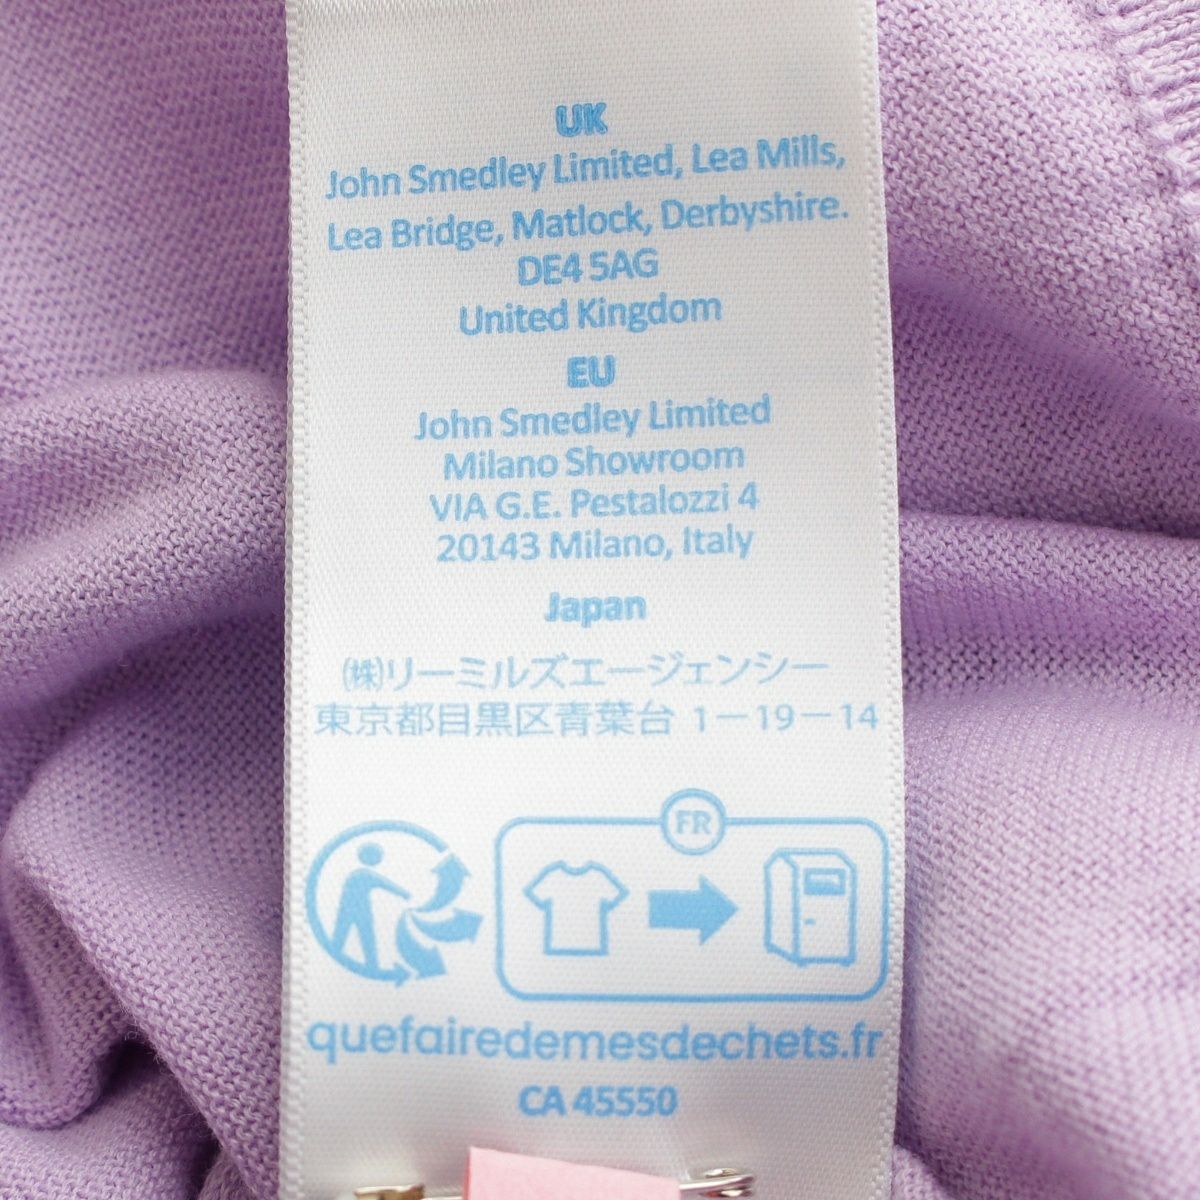 UK
John Smedley Limited, Lea Mills,
Lea Bridge, Matlock, Derbyshire.
DE4 5AG
United Kingdom
EU
John Smedley Limited
Milano Showroom
VIA G.E. Pestalozzi 4
20143 Milano, Italy
Japan
㈱リーミルズエージェンシー
東京都目黒区青葉台 1－19－14
FR
quefairedemesdechets.fr
CA 45550